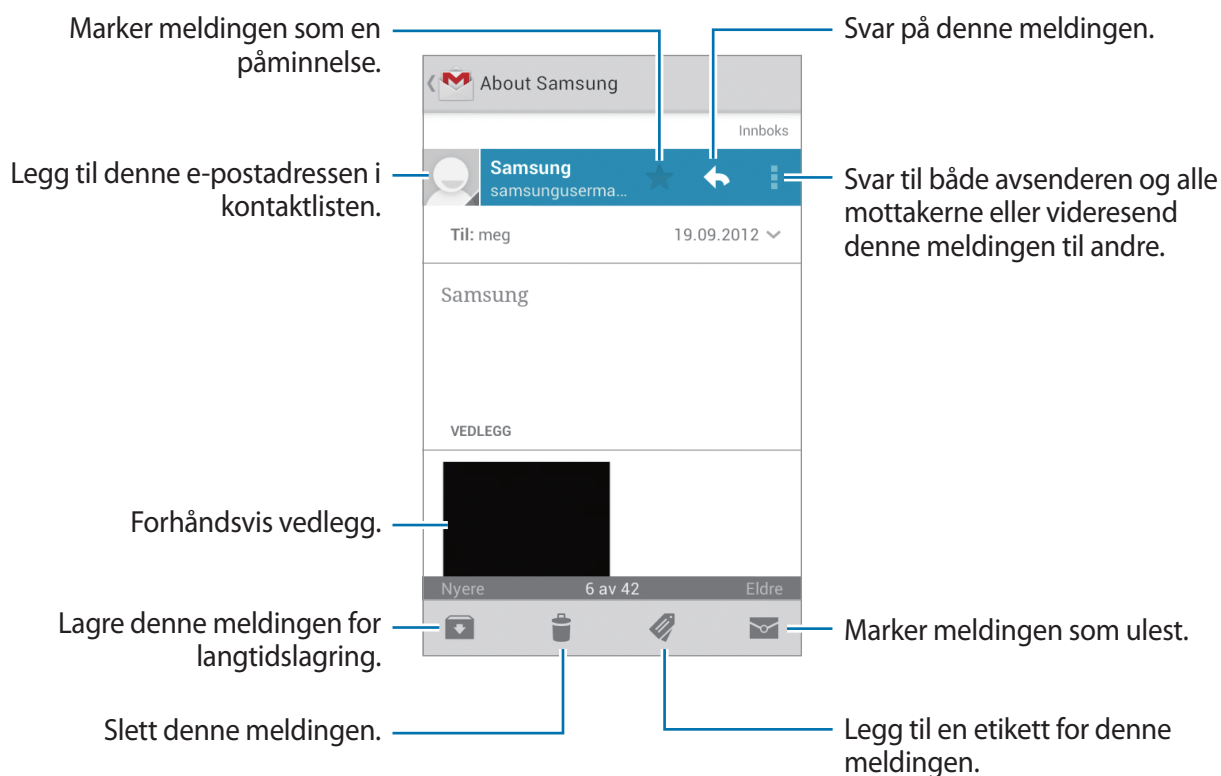 Marker meldingen som en
påminnelse.
Svar på denne meldingen.
About Samsung
Innboks
Legg til denne e-postadressen i
kontaktlisten.
Samsung
samsunguserma...
Svar til både avsenderen og alle
mottakerne eller videresend
denne meldingen til andre.
Til: meg
19.09.2012
Samsung
VEDLEGG
Forhåndsvis vedlegg.
Nyere
6 av 42
Eldre
Lagre denne meldingen for
langtidslagring.
Marker meldingen som ulest.
Slett denne meldingen.
Legg til en etikett for denne
meldingen.